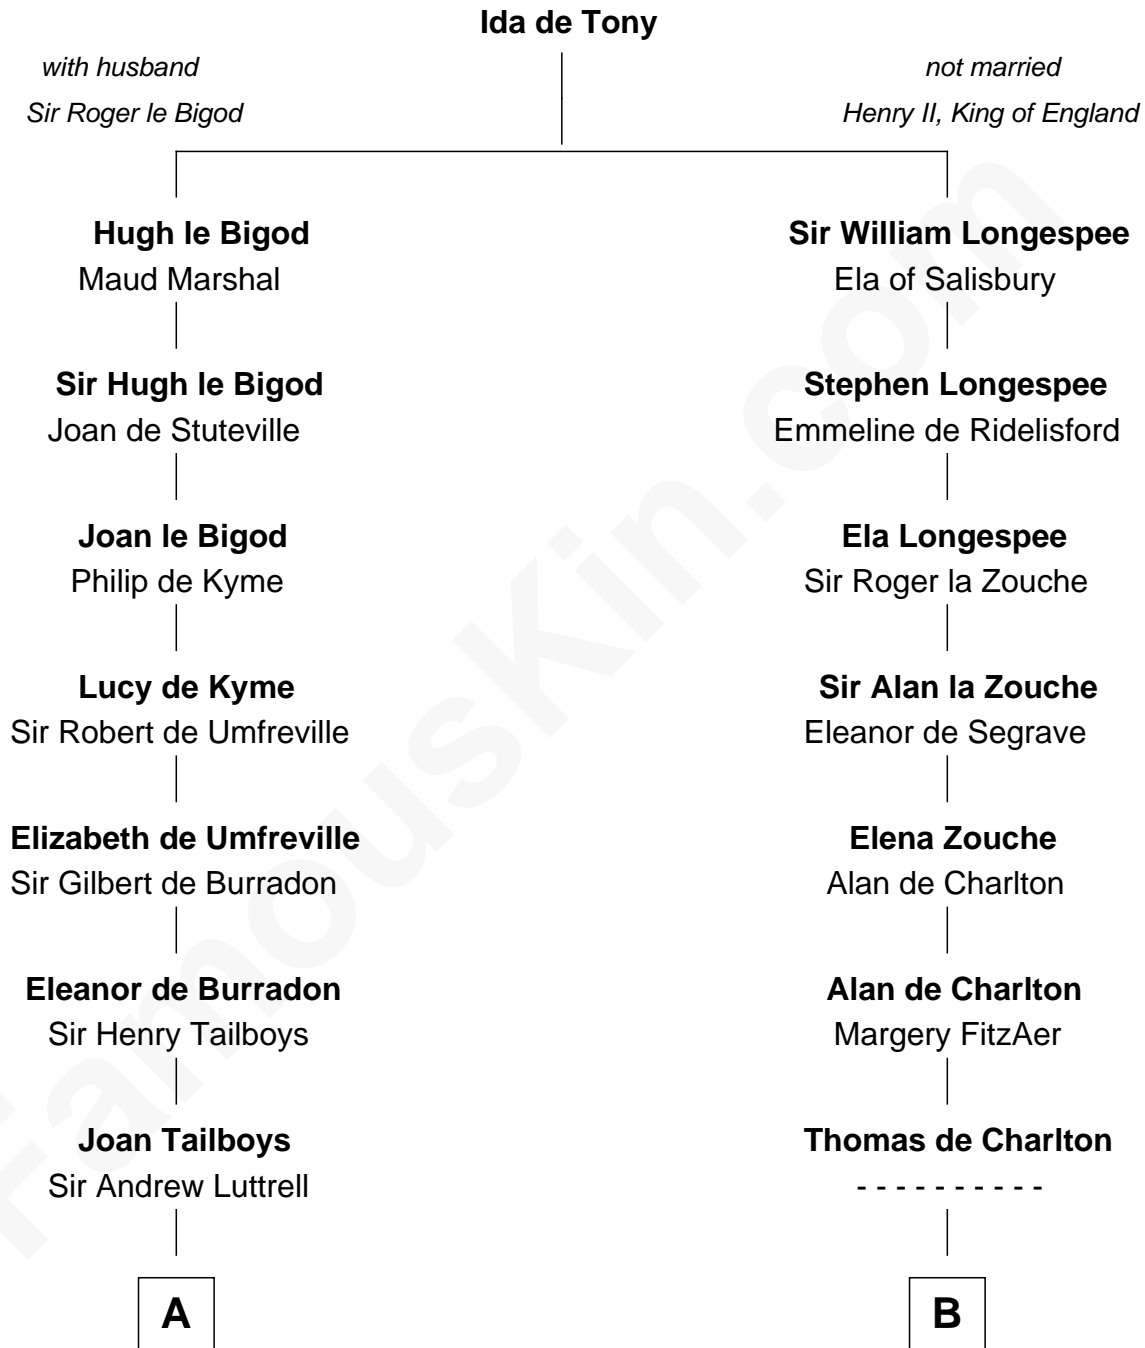 Ida de Tony
with husband
Sir Roger le Bigod
not married
Henry II, King of England
Hugh le Bigod
Maud Marshal
Sir William Longespee
Ela of Salisbury
Sir Hugh le Bigod
Joan de Stuteville
Stephen Longespee
Emmeline de Ridelisford
Joan le Bigod
Philip de Kyme
Ela Longespee
Sir Roger la Zouche
Lucy de Kyme
Sir Robert de Umfreville
Sir Alan la Zouche
Eleanor de Segrave
Elizabeth de Umfreville
Sir Gilbert de Burradon
Elena Zouche
Alan de Charlton
Eleanor de Burradon
Sir Henry Tailboys
Alan de Charlton
Margery FitzAer
Joan Tailboys
Sir Andrew Luttrell
Thomas de Charlton
- - - - - - - - - -
A
B
FamousKin.com